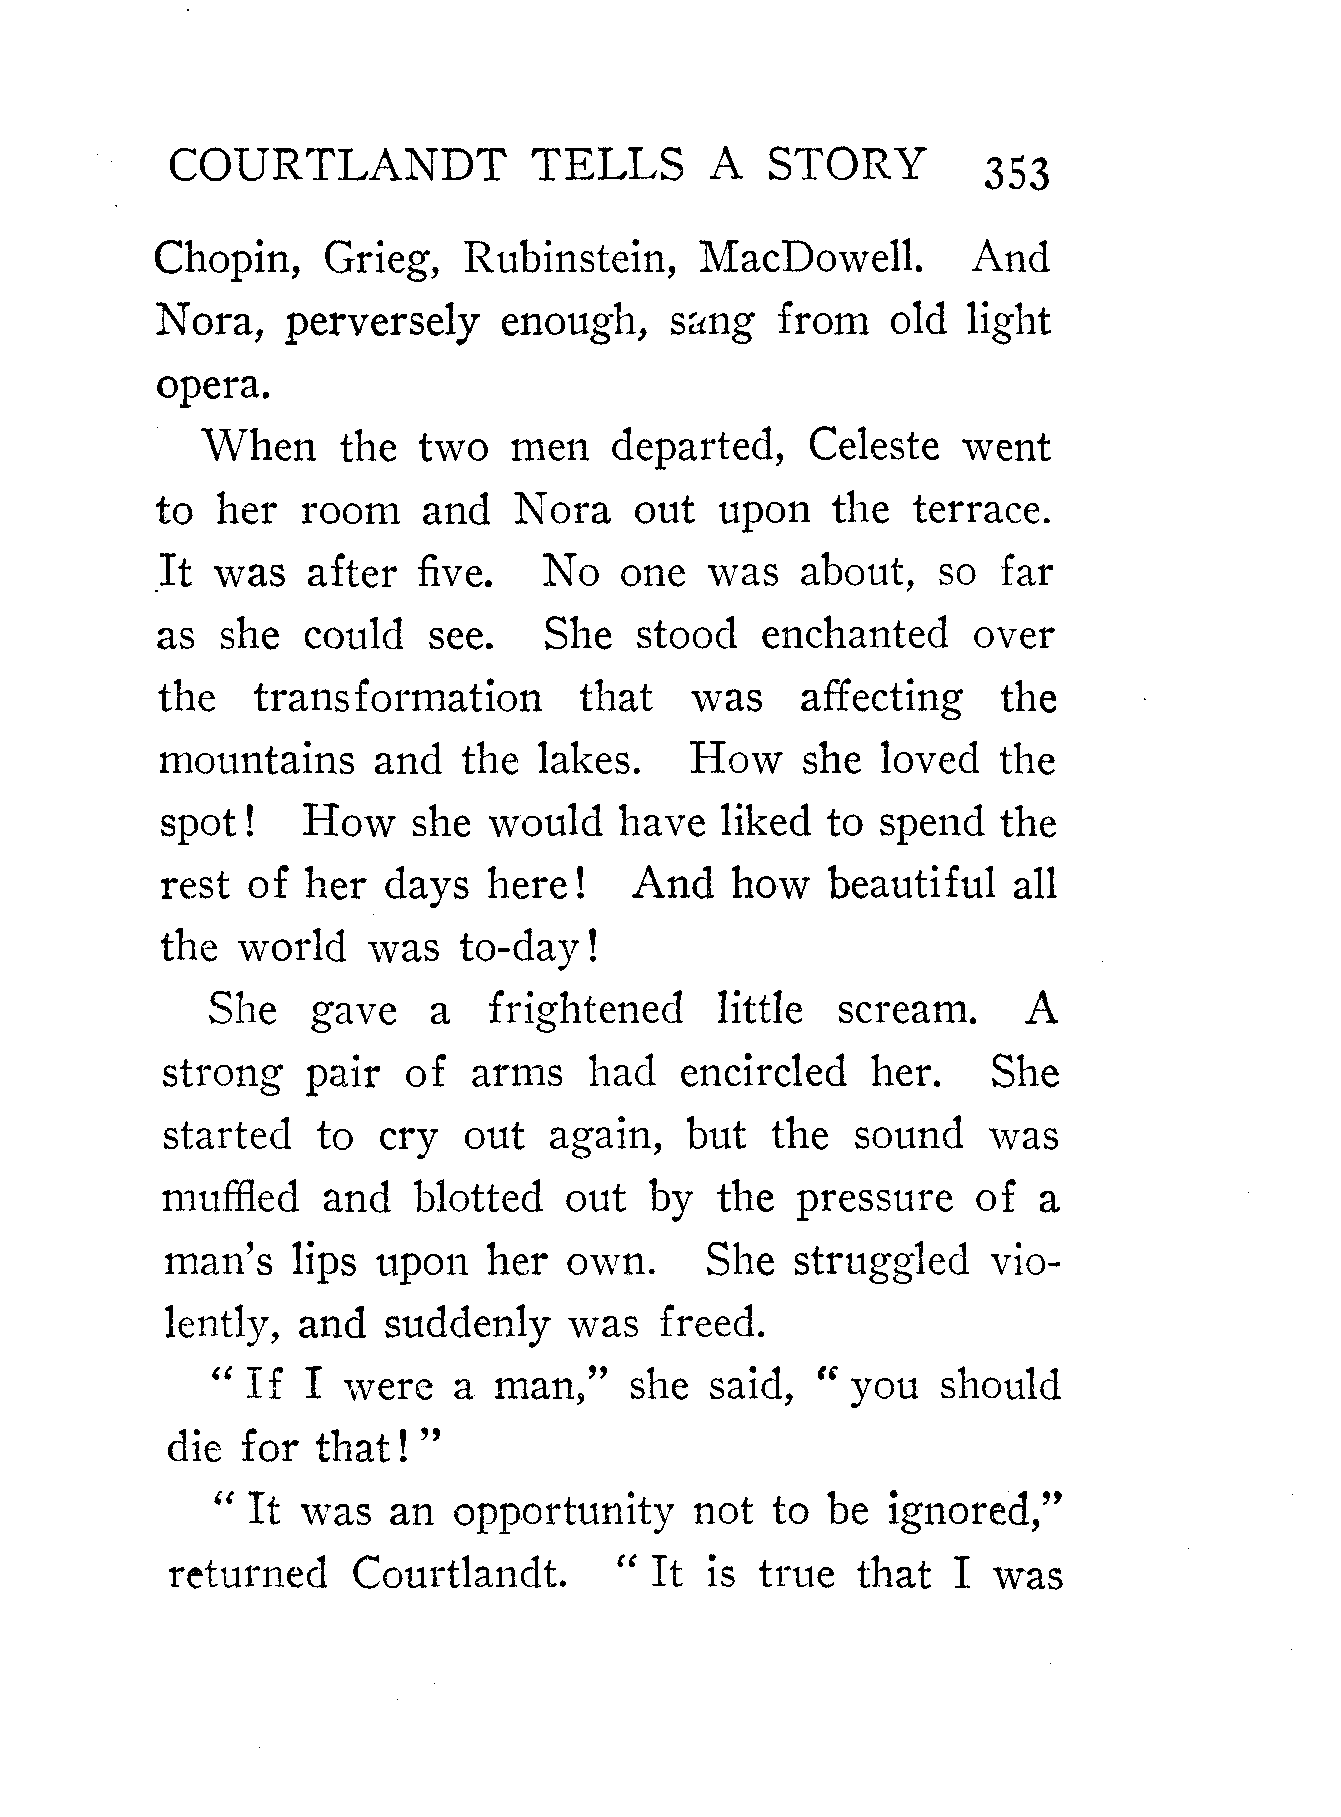 COURTLANDT TELLS A STORY 353
Chopin, Grieg, Rubinstein, MacDowell. And
Nora, perversely enough, sang from old light
opera.
When the two men departed, Celeste went
to her room and Nora out upon the terrace.
It was after five. No one was about, so far
as she could see. She stood enchanted over
the transformation that was affecting the
mountains and the lakes. How she loved the
spot! How she would have liked to spend the
rest of her days here! And how beautiful all
the world was to-day!
She gave a frightened little scream. A
strong pair of arms had encircled her. She
started to cry out again, but the sound was
muffled and blotted out by the pressure of a
man's lips upon her own. She struggled vio-
lently, and suddenly was freed.
“ If I were a man,” she said, “ you should
die for that! ”
“ It was an opportunity not to be ignored,”
returned Courtlandt. “ It is true that I was